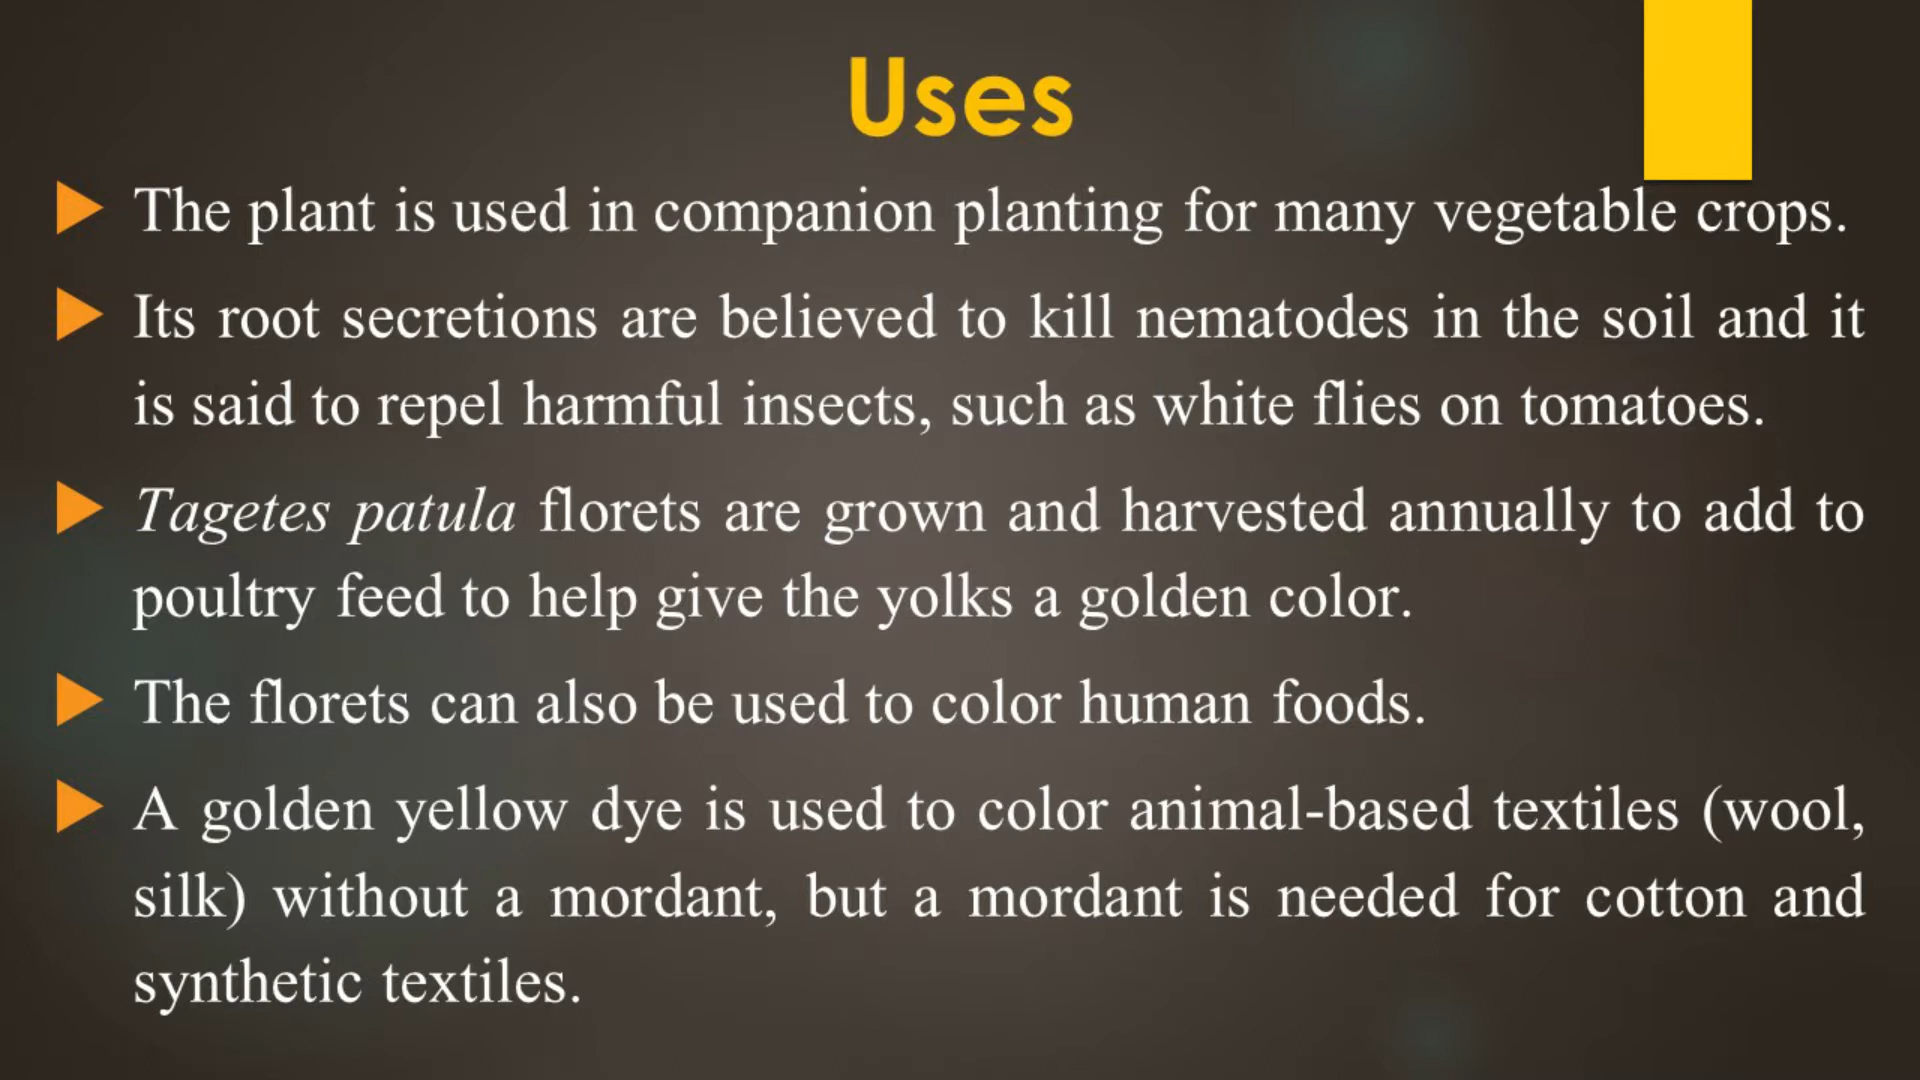 Uses
The plant is used in companion planting for many vegetable crops.
Its root secretions are believed to kill nematodes in the soil and it
is said to repel harmful insects, such as white flies on tomatoes.
Tagetes patula florets are grown and harvested annually to add to
poultry feed to help give the yolks a golden color.
The florets can also be used to color human foods.
A golden yellow dye is used to color animal-based textiles (wool,
silk) without a mordant, but a mordant is needed for cotton and
synthetic textiles.